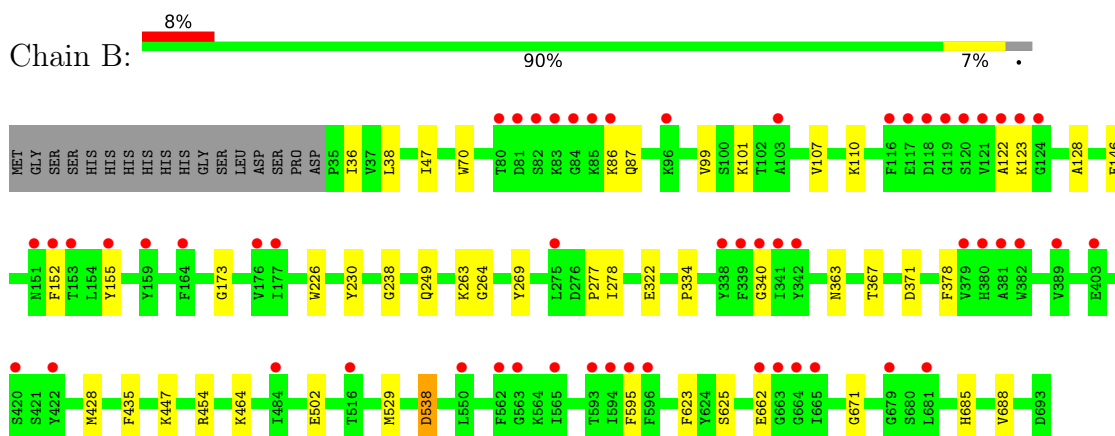 8%
Chain B:
90% 7% •
MET GLY SER SER HIS HIS HIS HIS HIS HIS GLY SER LEU ASP SER PRO ASP P35 I36 V37 L38 I47 W70 T80 D81 S82 K83 G84 K85 K86 Q87 K96 V99 S100 K101 T102 A103 V107 K110 F116 E117 D118 G119 S120 V121 A122 K123 G124 A128
N151 F152 T153 L154 Y155 Y159 F164 G173 V176 I177 W226 Y230 G238 Q249 K263 G264 Y269 L275 D276 P277 I278 E322 P334 Y338 F339 G340 I341 Y342 N363 T367 D371 F378 V379 H380 A381 W382 V389 E403
S420 S421 Y422 M428 F435 K447 R454 K464 I484 E502 T516 M529 D538 L550 F562 G563 K564 I565 T593 I594 F595 F596 F623 Y624 S625 E662 G663 G664 I665 G671 G679 S680 L681 H685 V688 D693